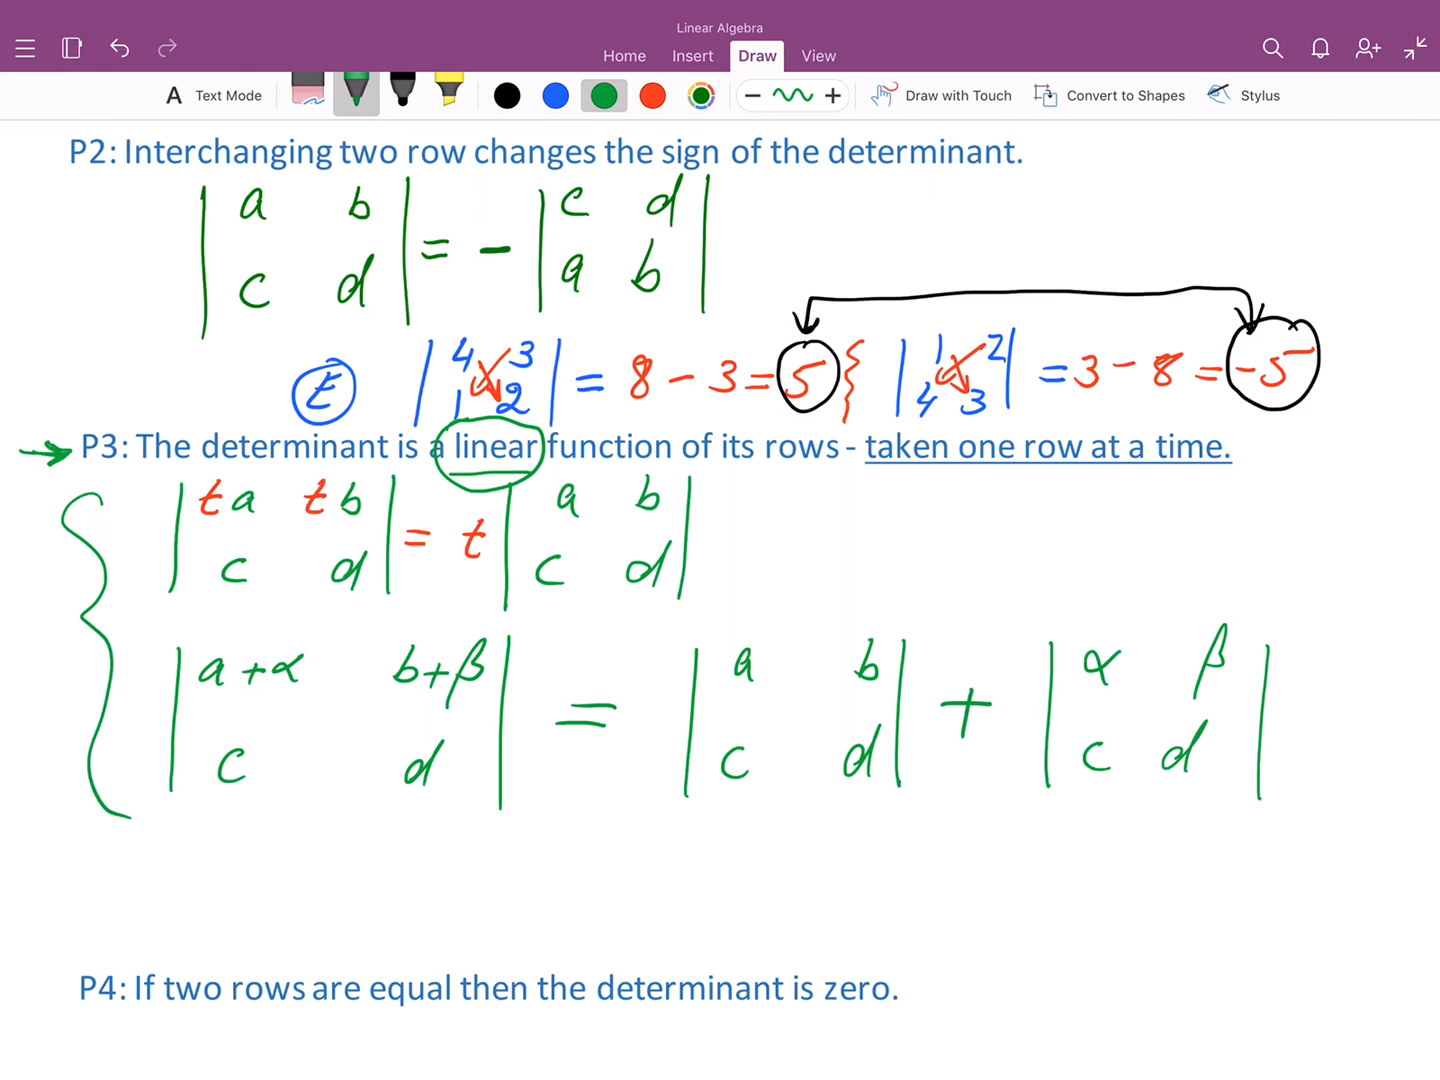 Linear Algebra
Home Insert Draw View
A Text Mode Draw with Touch Convert to Shapes Stylus
P2: Interchanging two row changes the sign of the determinant.
| a b | = - | c d |
| c d | | a b |
E | 4 3 | = 8 - 3 = 5 { | 1 2 | = 3 - 8 = -5
| 1 2 | | 4 3 |
P3: The determinant is a linear function of its rows - taken one row at a time.
| ta tb | = t | a b |
| c d | | c d |
| a+α b+β | = | a b | + | α β |
| c d | | c d | | c d |
P4: If two rows are equal then the determinant is zero.